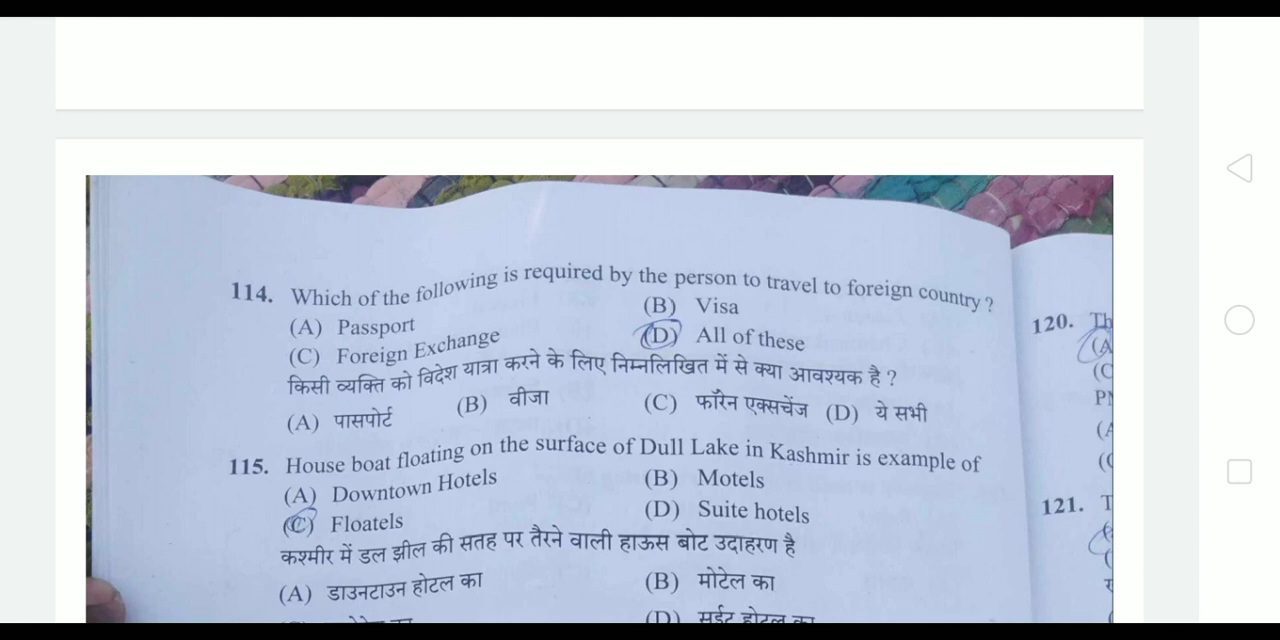 114. Which of the following is required by the person to travel to foreign country ?
(A) Passport (B) Visa
(C) Foreign Exchange (D) All of these
किसी व्यक्ति को विदेश यात्रा करने के लिए निम्नलिखित में से क्या आवश्यक है ?
(A) पासपोर्ट (B) वीजा (C) फॉरेन एक्सचेंज (D) ये सभी
115. House boat floating on the surface of Dull Lake in Kashmir is example of
(A) Downtown Hotels (B) Motels
(C) Floatels (D) Suite hotels
कश्मीर में डल झील की सतह पर तैरने वाली हाऊस बोट उदाहरण है
(A) डाउनटाउन होटल का (B) मोटेल का
(D) सुईट होटल का
120. Th
(A
(C
(A
(C
121. T